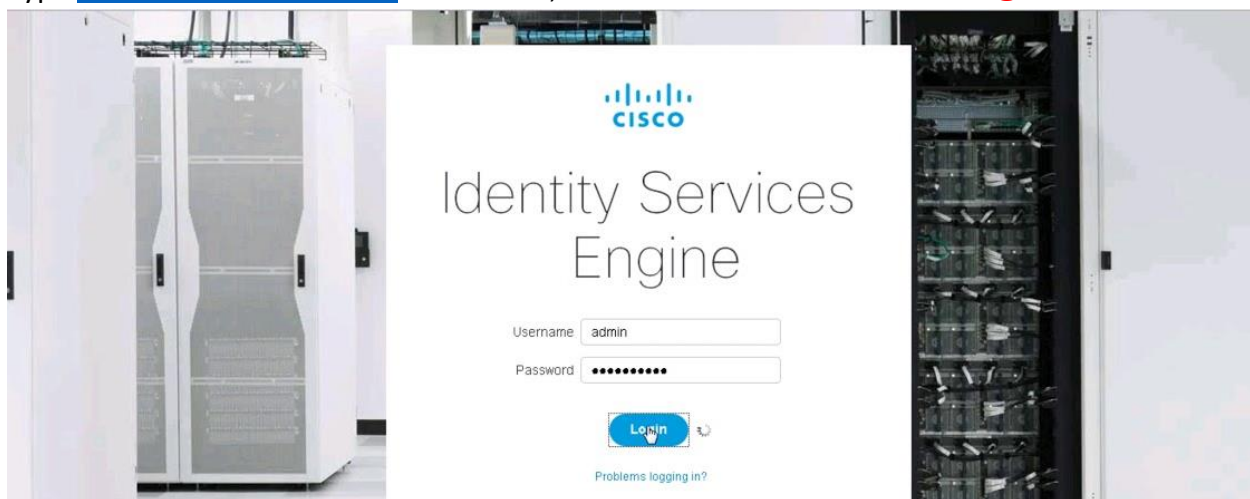 CISCO
Identity Services
Engine
Username admin
Password ••••••••••
Login
Problems logging in?